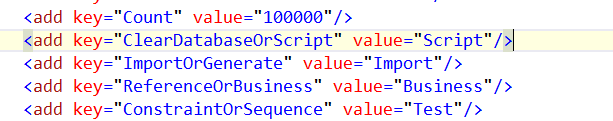 <add key="Count" value="100000"/>
<add key="ClearDatabaseOrScript" value="Script"/>
<add key="ImportOrGenerate" value="Import"/>
<add key="ReferenceOrBusiness" value="Business"/>
<add key="ConstraintOrSequence" value="Test"/>